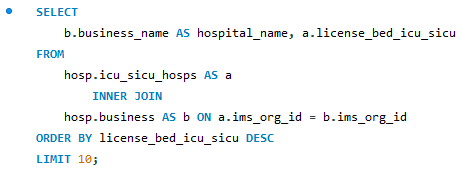 SELECT
b.business_name AS hospital_name, a.license_bed_icu_sicu
FROM
hosp.icu_sicu_hosps AS a
INNER JOIN
hosp.business AS b ON a.ims_org_id = b.ims_org_id
ORDER BY license_bed_icu_sicu DESC
LIMIT 10;